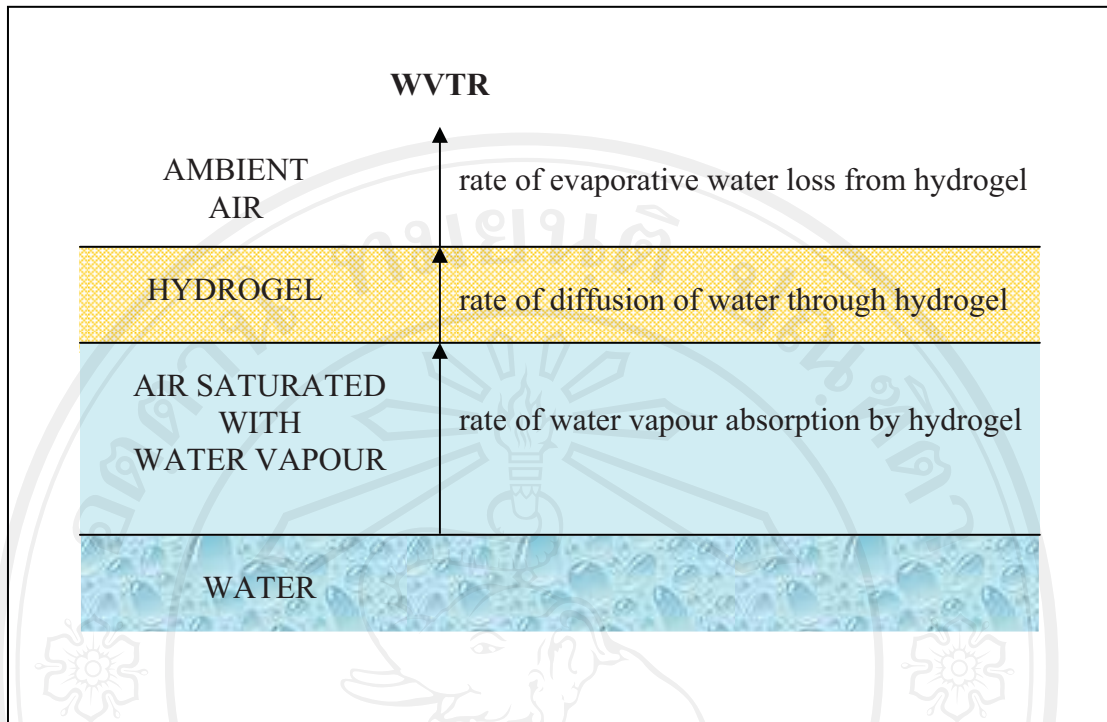 WVTR
AMBIENT
AIR
rate of evaporative water loss from hydrogel
HYDROGEL
rate of diffusion of water through hydrogel
AIR SATURATED
WITH
WATER VAPOUR
rate of water vapour absorption by hydrogel
WATER